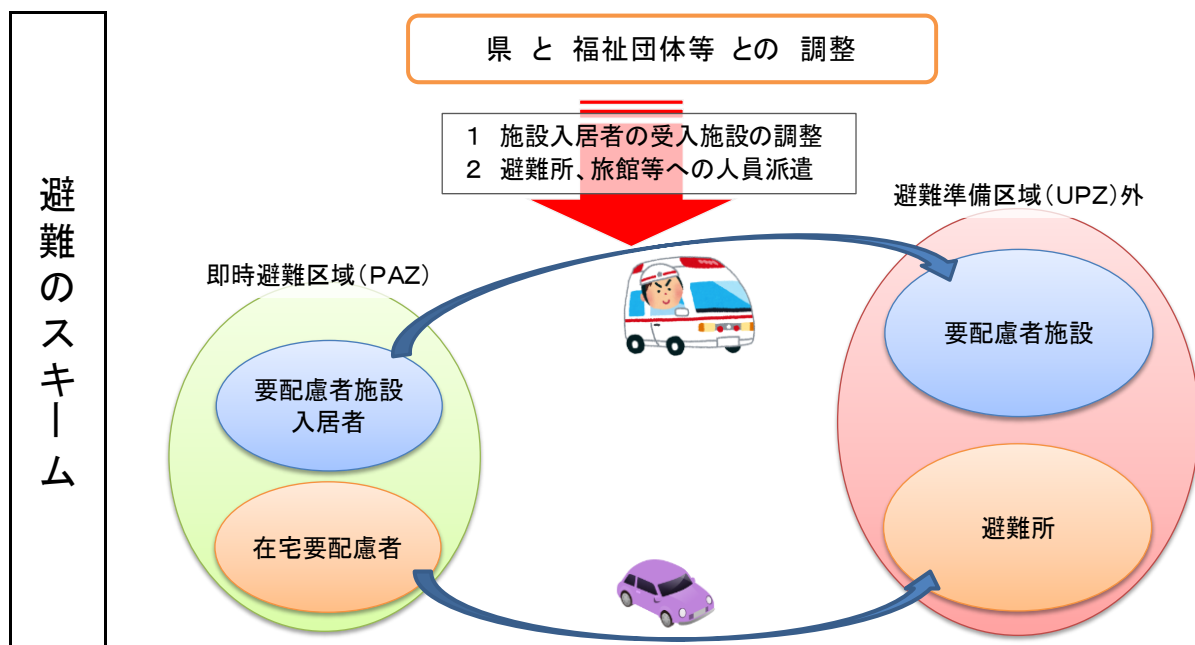 避難のスキーム
県 と 福祉団体等 との 調整
1 施設入居者の受入施設の調整
2 避難所、旅館等への人員派遣
避難準備区域(UPZ)外
即時避難区域(PAZ)
要配慮者施設
入居者
要配慮者施設
在宅要配慮者
避難所